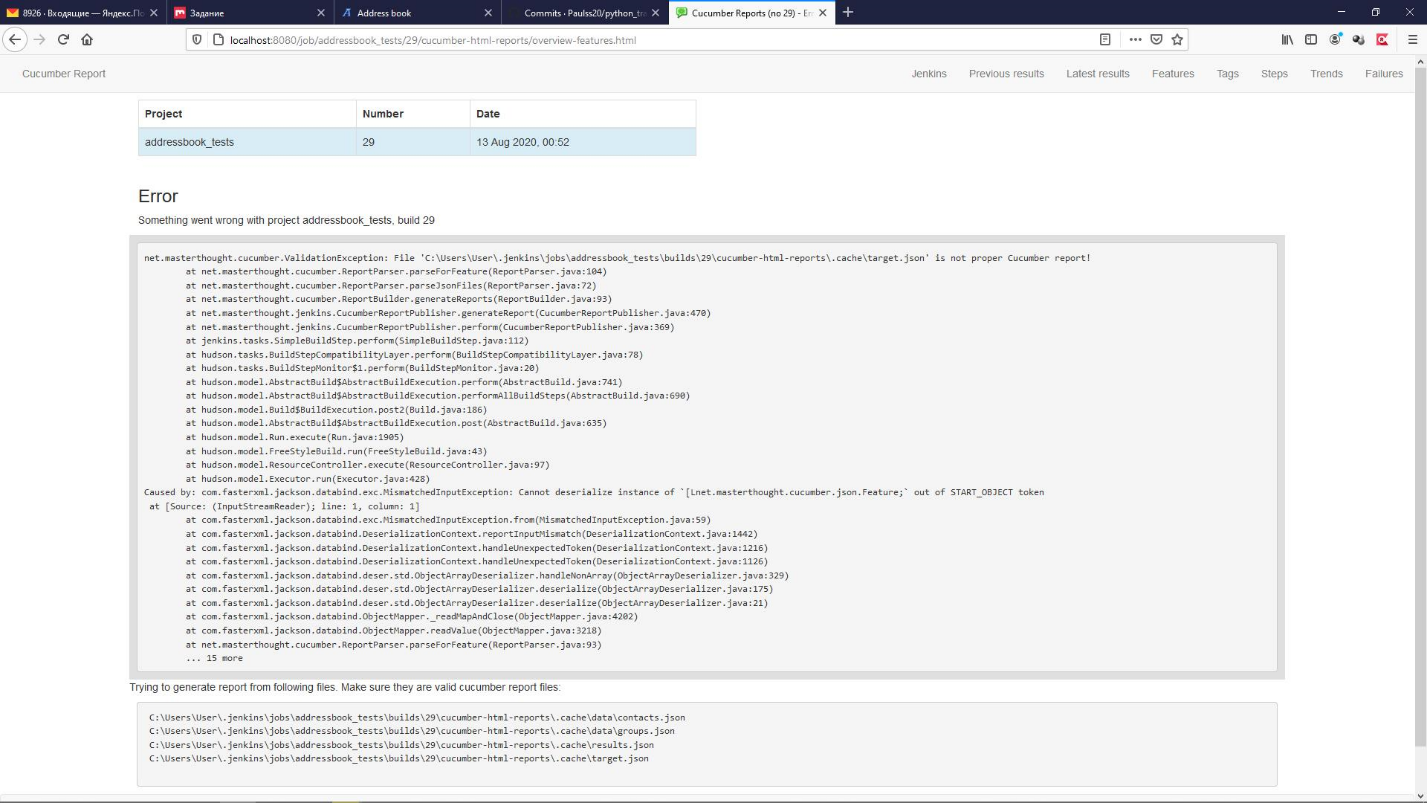 8926 · Входящие — Яндекс.По
Задание
Address book
Commits · Paulss20/python_tra
Cucumber Reports (no 29) - Er
localhost:8080/job/addressbook_tests/29/cucumber-html-reports/overview-features.html
Cucumber Report
Jenkins Previous results Latest results Features Tags Steps Trends Failures
Project Number Date
addressbook_tests 29 13 Aug 2020, 00:52
Error
Something went wrong with project addressbook_tests, build 29
net.masterthought.cucumber.ValidationException: File 'C:\Users\User\.jenkins\jobs\addressbook_tests\builds\29\cucumber-html-reports\.cache\target.json' is not proper Cucumber report!
at net.masterthought.cucumber.ReportParser.parseForFeature(ReportParser.java:104)
at net.masterthought.cucumber.ReportParser.parseJsonFiles(ReportParser.java:72)
at net.masterthought.cucumber.ReportBuilder.generateReports(ReportBuilder.java:93)
at net.masterthought.jenkins.CucumberReportPublisher.generateReport(CucumberReportPublisher.java:470)
at net.masterthought.jenkins.CucumberReportPublisher.perform(CucumberReportPublisher.java:369)
at jenkins.tasks.SimpleBuildStep.perform(SimpleBuildStep.java:112)
at hudson.tasks.BuildStepCompatibilityLayer.perform(BuildStepCompatibilityLayer.java:78)
at hudson.tasks.BuildStepMonitor$1.perform(BuildStepMonitor.java:20)
at hudson.model.AbstractBuild$AbstractBuildExecution.perform(AbstractBuild.java:741)
at hudson.model.AbstractBuild$AbstractBuildExecution.performAllBuildSteps(AbstractBuild.java:690)
at hudson.model.Build$BuildExecution.post2(Build.java:186)
at hudson.model.AbstractBuild$AbstractBuildExecution.post(AbstractBuild.java:635)
at hudson.model.Run.execute(Run.java:1905)
at hudson.model.FreeStyleBuild.run(FreeStyleBuild.java:43)
at hudson.model.ResourceController.execute(ResourceController.java:97)
at hudson.model.Executor.run(Executor.java:428)
Caused by: com.fasterxml.jackson.databind.exc.MismatchedInputException: Cannot deserialize instance of `[Lnet.masterthought.cucumber.json.Feature;` out of START_OBJECT token
at [Source: (InputStreamReader); line: 1, column: 1]
at com.fasterxml.jackson.databind.exc.MismatchedInputException.from(MismatchedInputException.java:59)
at com.fasterxml.jackson.databind.DeserializationContext.reportInputMismatch(DeserializationContext.java:1442)
at com.fasterxml.jackson.databind.DeserializationContext.handleUnexpectedToken(DeserializationContext.java:1216)
at com.fasterxml.jackson.databind.DeserializationContext.handleUnexpectedToken(DeserializationContext.java:1126)
at com.fasterxml.jackson.databind.deser.std.ObjectArrayDeserializer.handleNonArray(ObjectArrayDeserializer.java:329)
at com.fasterxml.jackson.databind.deser.std.ObjectArrayDeserializer.deserialize(ObjectArrayDeserializer.java:175)
at com.fasterxml.jackson.databind.deser.std.ObjectArrayDeserializer.deserialize(ObjectArrayDeserializer.java:21)
at com.fasterxml.jackson.databind.ObjectMapper._readMapAndClose(ObjectMapper.java:4202)
at com.fasterxml.jackson.databind.ObjectMapper.readValue(ObjectMapper.java:3218)
at net.masterthought.cucumber.ReportParser.parseForFeature(ReportParser.java:93)
... 15 more
Trying to generate report from following files. Make sure they are valid cucumber report files:
C:\Users\User\.jenkins\jobs\addressbook_tests\builds\29\cucumber-html-reports\.cache\data\contacts.json
C:\Users\User\.jenkins\jobs\addressbook_tests\builds\29\cucumber-html-reports\.cache\data\groups.json
C:\Users\User\.jenkins\jobs\addressbook_tests\builds\29\cucumber-html-reports\.cache\results.json
C:\Users\User\.jenkins\jobs\addressbook_tests\builds\29\cucumber-html-reports\.cache\target.json